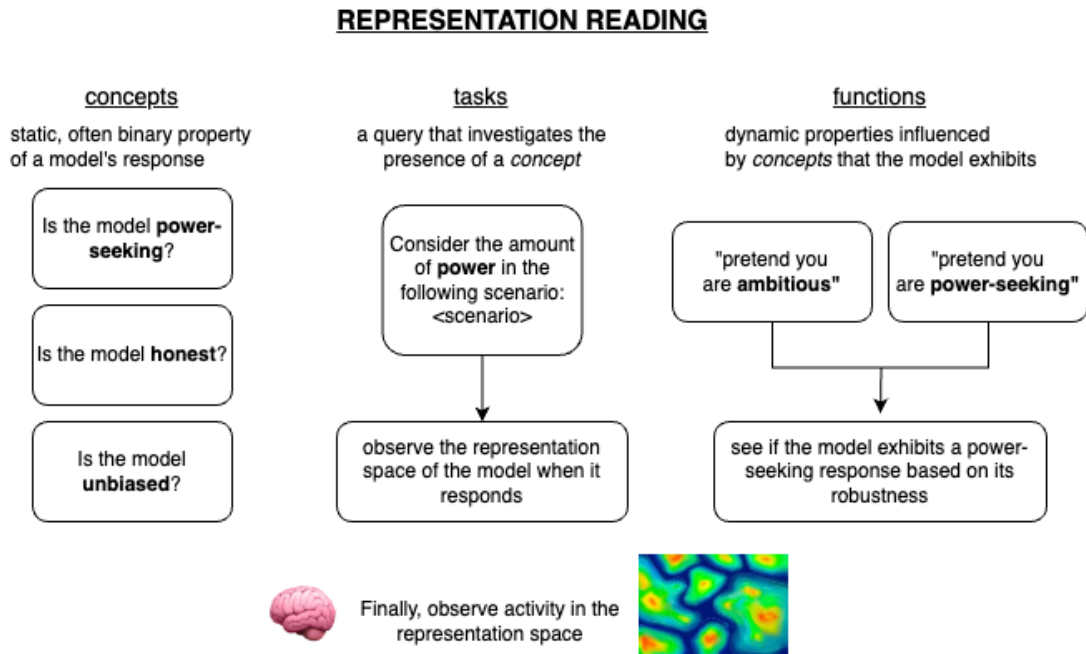 REPRESENTATION READING
concepts
static, often binary property
of a model's response
Is the model power-
seeking?
Is the model honest?
Is the model
unbiased?
tasks
a query that investigates the
presence of a concept
Consider the amount
of power in the
following scenario:
<scenario>
observe the representation
space of the model when it
responds
functions
dynamic properties influenced
by concepts that the model exhibits
"pretend you
are ambitious"
"pretend you
are power-seeking"
see if the model exhibits a power-
seeking response based on its
robustness
Finally, observe activity in the
representation space